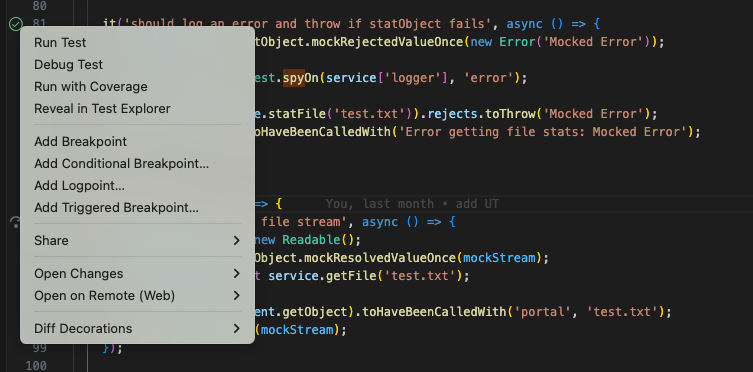 80
81
it('should log an error and throw if statObject fails', async () => {
Run Test
tObject.mockRejectedValueOnce(new Error('Mocked Error'));
Debug Test
Run with Coverage
est.spyOn(service['logger'], 'error');
Reveal in Test Explorer
e.statFile('test.txt')).rejects.toThrow('Mocked Error');
Add Breakpoint
oHaveBeenCalledWith('Error getting file stats: Mocked Error');
Add Conditional Breakpoint...
Add Logpoint...
Add Triggered Breakpoint...
=> {
You, last month • add UT
file stream', async () => {
Share
new Readable();
Object.mockResolvedValueOnce(mockStream);
Open Changes
t service.getFile('test.txt');
Open on Remote (Web)
ent.getObject).toHaveBeenCalledWith('portal', 'test.txt');
Diff Decorations
(mockStream);
99
});
100